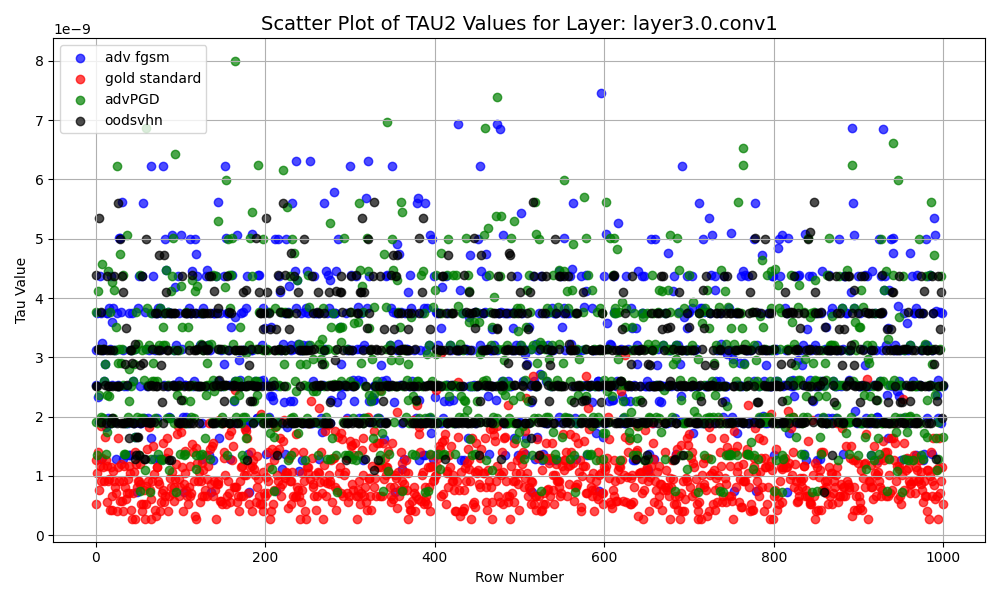 Scatter Plot of TAU2 Values for Layer: layer3.0.conv1
1e−9
adv fgsm
gold standard
advPGD
oodsvhn
Tau Value
8
7
6
5
4
3
2
1
0
0 200 400 600 800 1000
Row Number